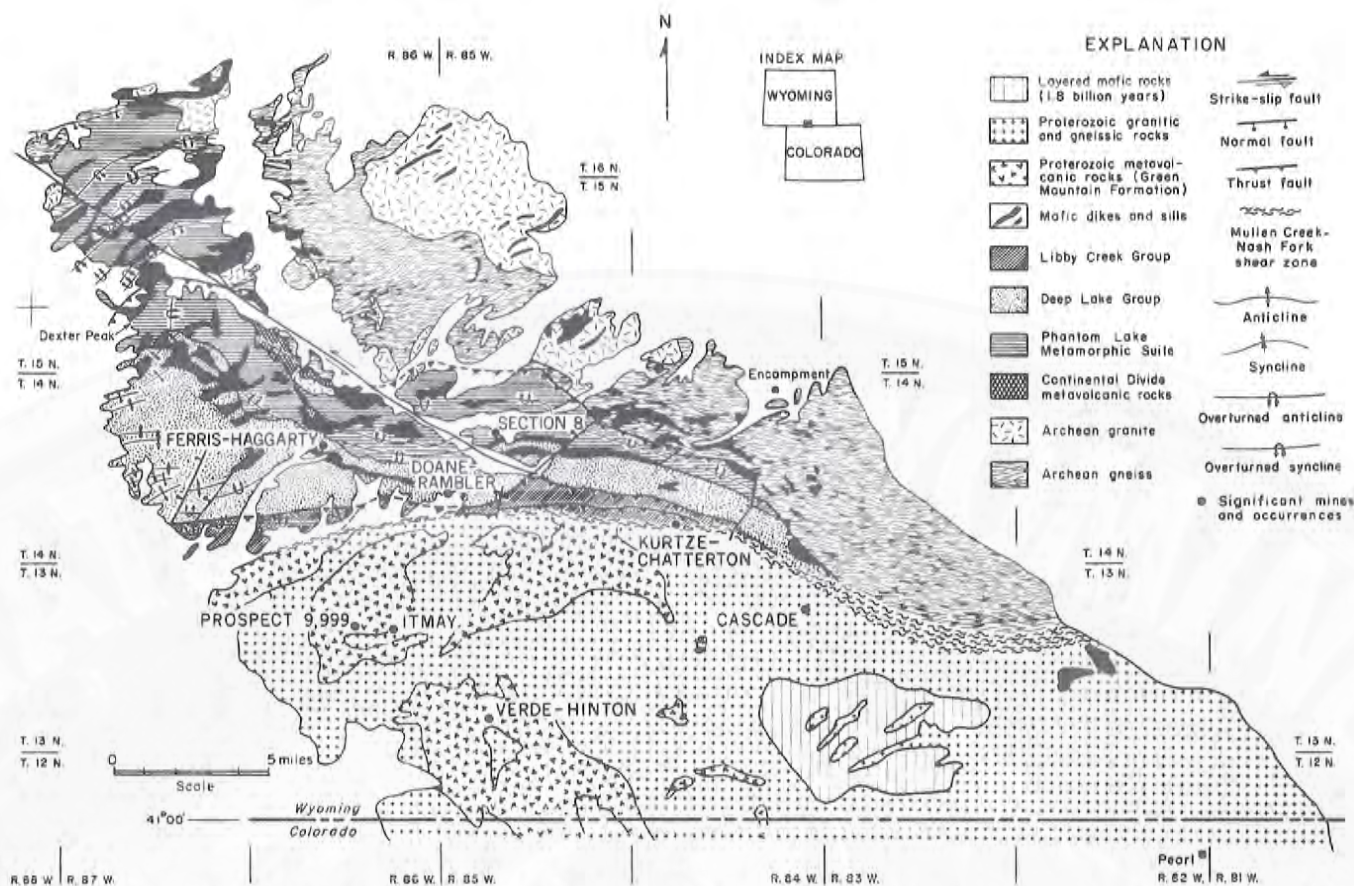 N
R. 86 W. R. 85 W.
INDEX MAP
WYOMING
COLORADO
T. 16 N.
T. 15 N.
Dexter Peak
T. 15 N.
T. 14 N.
Encampment
T. 15 N.
T. 14 N.
FERRIS-HAGGARTY
SECTION 8
DOANE-
RAMBLER
KURTZE-
CHATTERTON
T. 14 N.
T. 13 N.
T. 14 N.
T. 13 N.
PROSPECT 9,999
ITMAY
CASCADE
VERDE-HINTON
T. 13 N.
T. 12 N.
T. 13 N.
T. 12 N.
0 5 miles
Scale
Wyoming
41°00'
Colorado
Pearl
R. 88 W. R. 87 W.
R. 86 W. R. 85 W.
R. 84 W. R. 83 W.
R. 82 W. R. 81 W.
EXPLANATION
Layered mafic rocks
(1.8 billion years)
Proterozoic granitic
and gneissic rocks
Proterozoic metavol-
canic rocks (Green
Mountain Formation)
Mafic dikes and sills
Libby Creek Group
Deep Lake Group
Phantom Lake
Metamorphic Suite
Continental Divide
metavolcanic rocks
Archean granite
Archean gneiss
Strike-slip fault
Normal fault
Thrust fault
Mullen Creek-
Nash Fork
shear zone
Anticline
Syncline
Overturned anticline
Overturned syncline
Significant mines
and occurrences